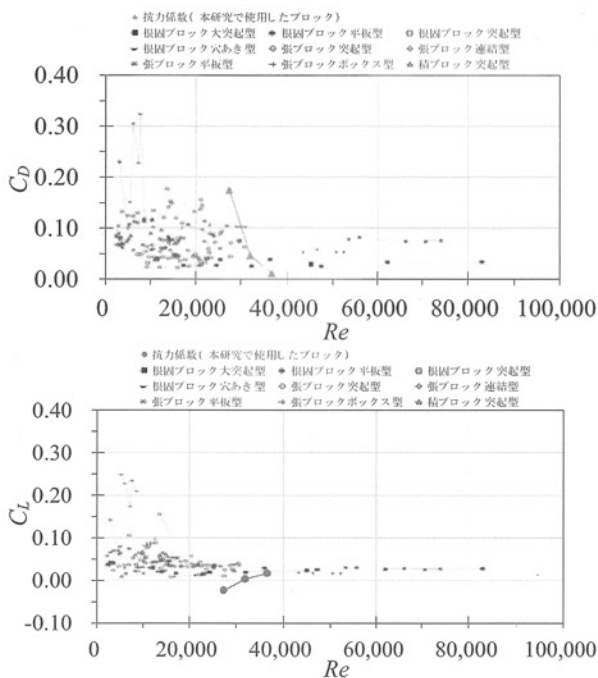 抗力係数(本研究で使用したブロック)
根固ブロック大突起型 根固ブロック平板型 根固ブロック突起型
根固ブロック穴あき型 張ブロック突起型 張ブロック連結型
張ブロック平板型 張ブロックボックス型 積ブロック突起型
0.40
0.30
0.20
0.10
0.00
C_D
0 20,000 40,000 60,000 80,000 100,000
Re
抗力係数(本研究で使用したブロック)
根固ブロック大突起型 根固ブロック平板型 根固ブロック突起型
根固ブロック穴あき型 張ブロック突起型 張ブロック連結型
張ブロック平板型 張ブロックボックス型 積ブロック突起型
0.40
0.30
0.20
0.10
0.00
-0.10
C_L
0 20,000 40,000 60,000 80,000 100,000
Re